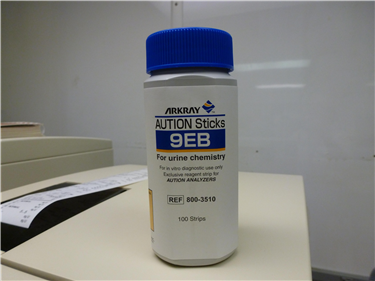 ARKRAY
AUTION Sticks
9EB
For urine chemistry
For in vitro diagnostic use only
Exclusive reagent strip for
AUTION ANALYZERS
REF 800-3510
100 Strips